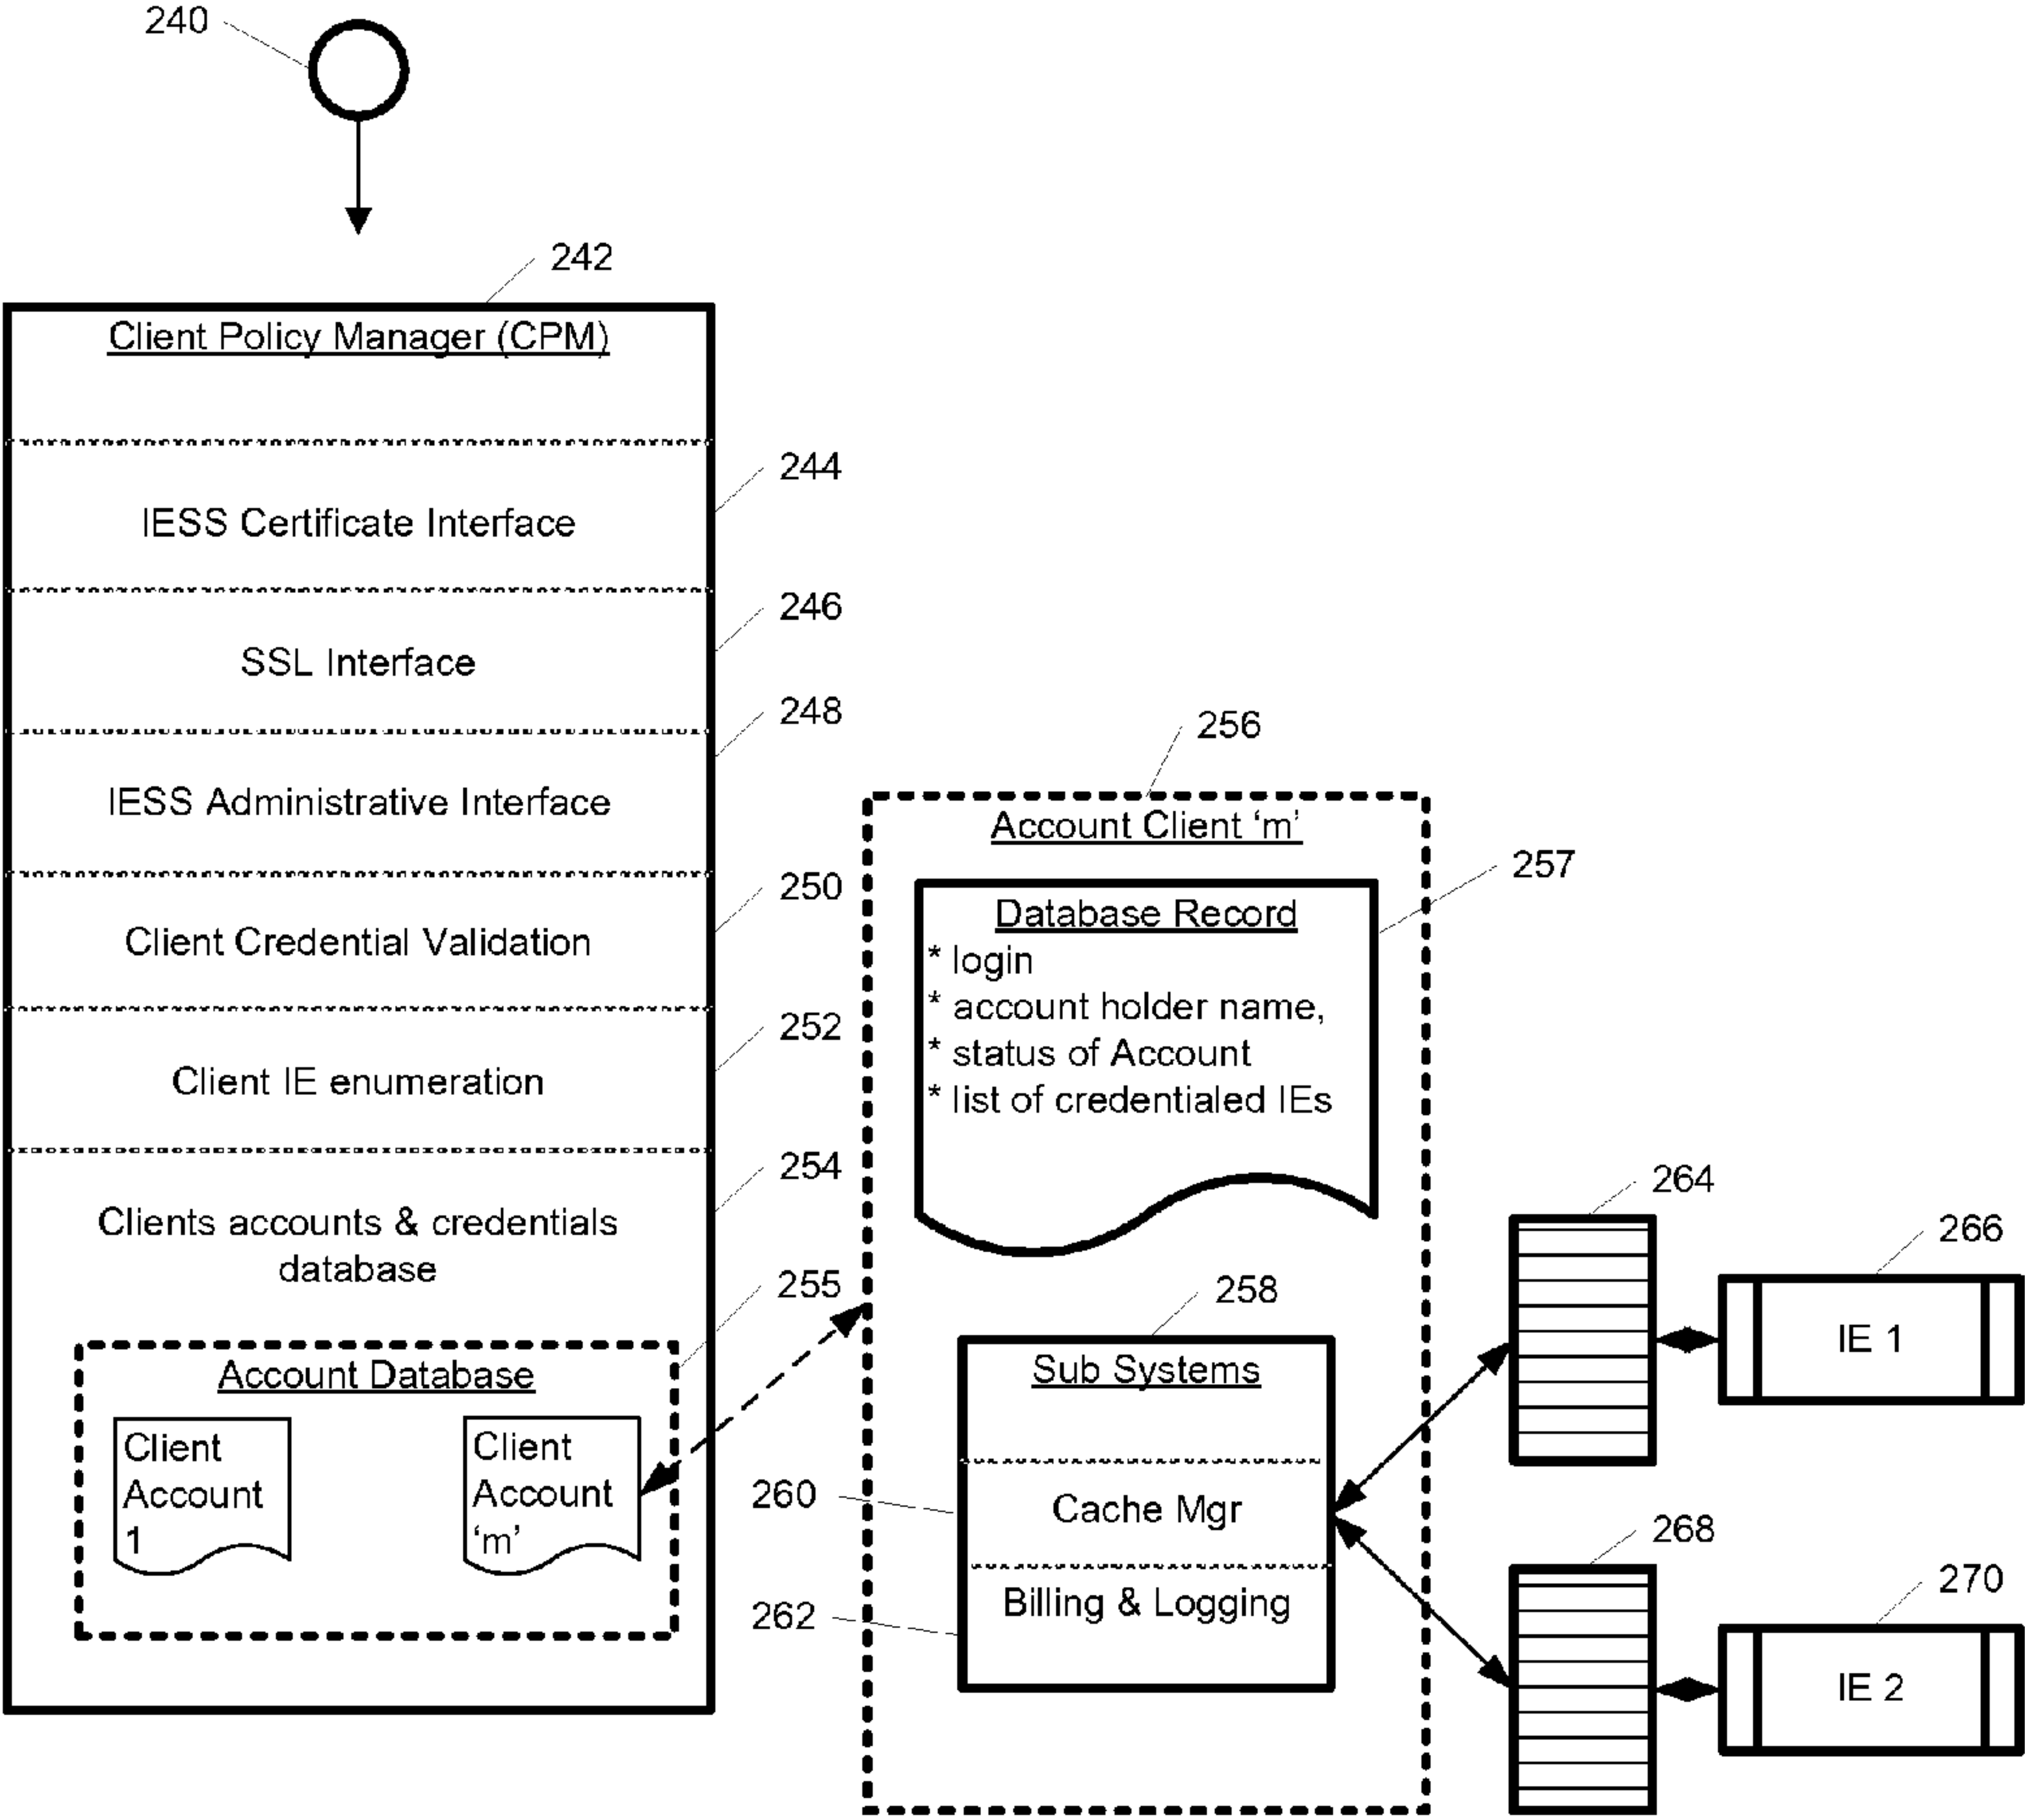 240
242
Client Policy Manager (CPM)
244
IESS Certificate Interface
246
SSL Interface
248
IESS Administrative Interface
250
Client Credential Validation
252
Client IE enumeration
254
Clients accounts & credentials
database
255
Account Database
Client
Account
1
Client
Account
‘m’
256
Account Client ‘m’
257
Database Record
* login
* account holder name,
* status of Account
* list of credentialed IEs
258
Sub Systems
260
Cache Mgr
262
Billing & Logging
264
266
IE 1
268
270
IE 2